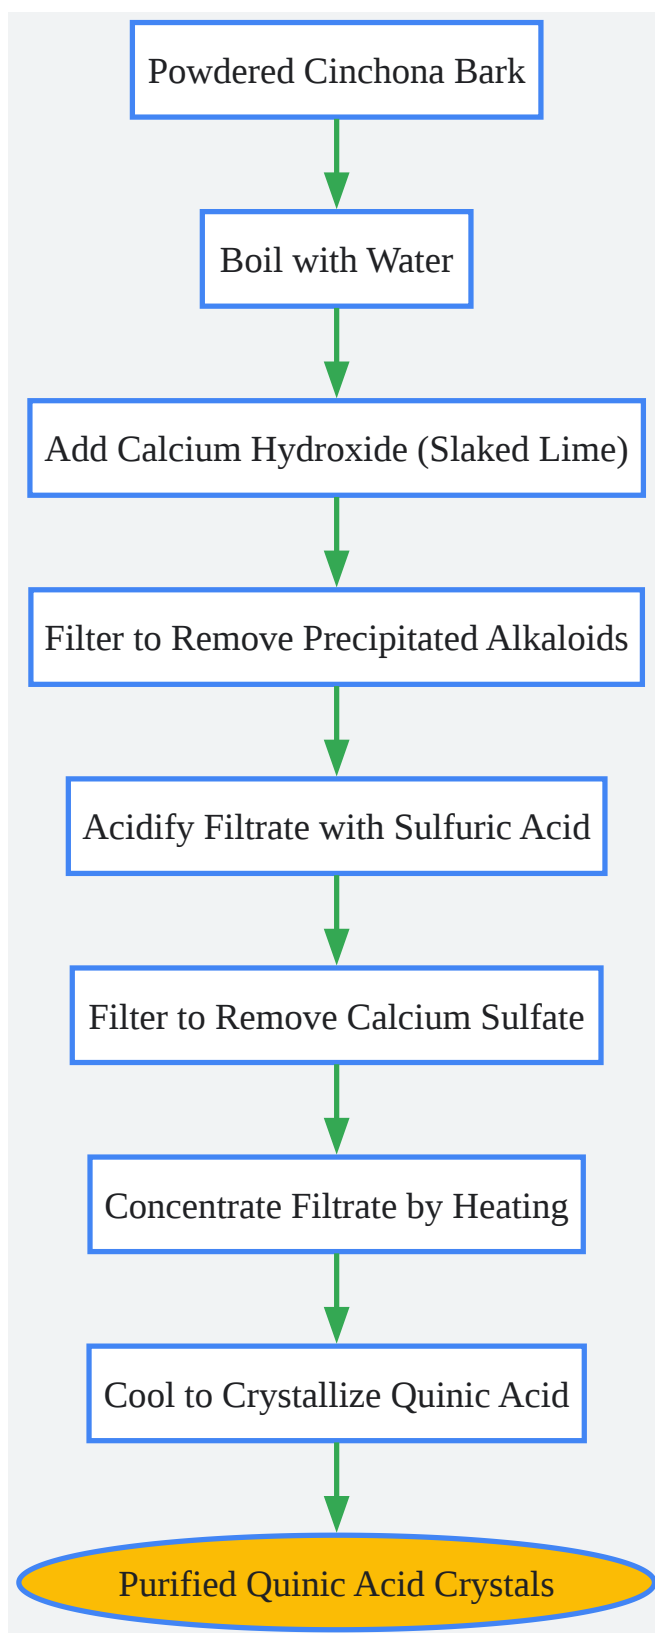 Powdered Cinchona Bark
Boil with Water
Add Calcium Hydroxide (Slaked Lime)
Filter to Remove Precipitated Alkaloids
Acidify Filtrate with Sulfuric Acid
Filter to Remove Calcium Sulfate
Concentrate Filtrate by Heating
Cool to Crystallize Quinic Acid
Purified Quinic Acid Crystals